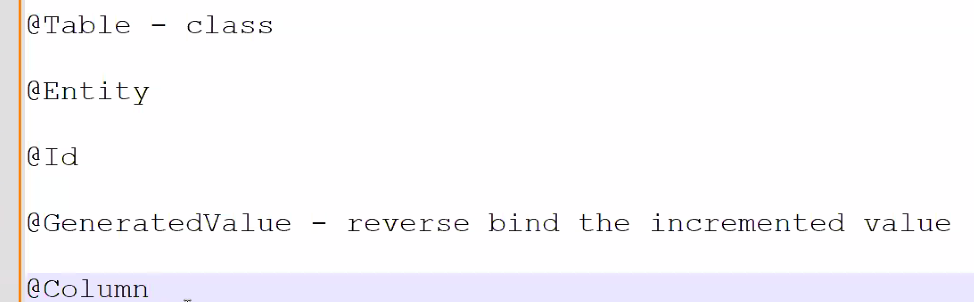 @Table - class
@Entity
@Id
@GeneratedValue - reverse bind the incremented value
@Column